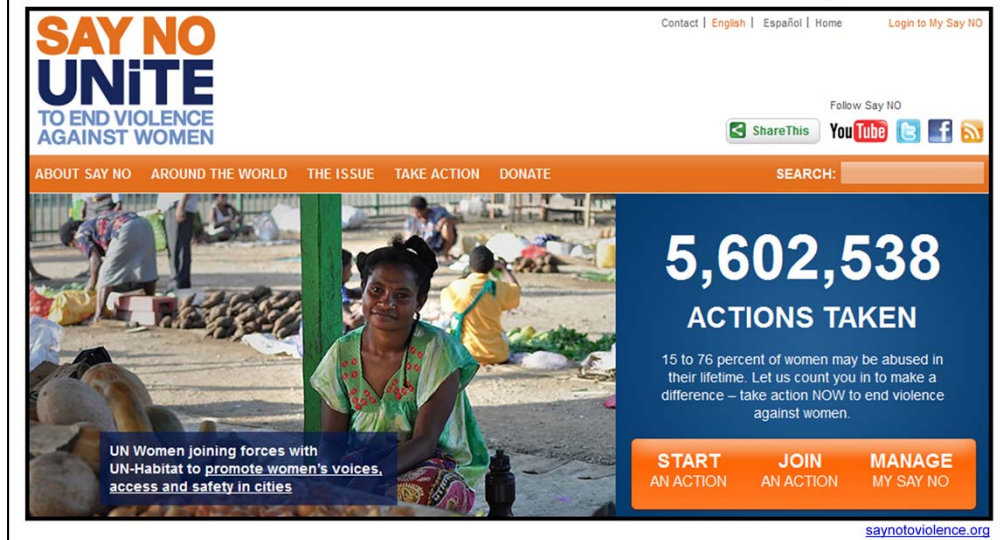 SAY NO
UNiTE
TO END VIOLENCE
AGAINST WOMEN
Contact | English | Español | Home Login to My Say NO
Follow Say NO
ShareThis YouTube
ABOUT SAY NO AROUND THE WORLD THE ISSUE TAKE ACTION DONATE SEARCH:
UN Women joining forces with
UN-Habitat to promote women's voices,
access and safety in cities
5,602,538
ACTIONS TAKEN
15 to 76 percent of women may be abused in
their lifetime. Let us count you in to make a
difference – take action NOW to end violence
against women.
START JOIN MANAGE
AN ACTION AN ACTION MY SAY NO
saynotoviolence.org